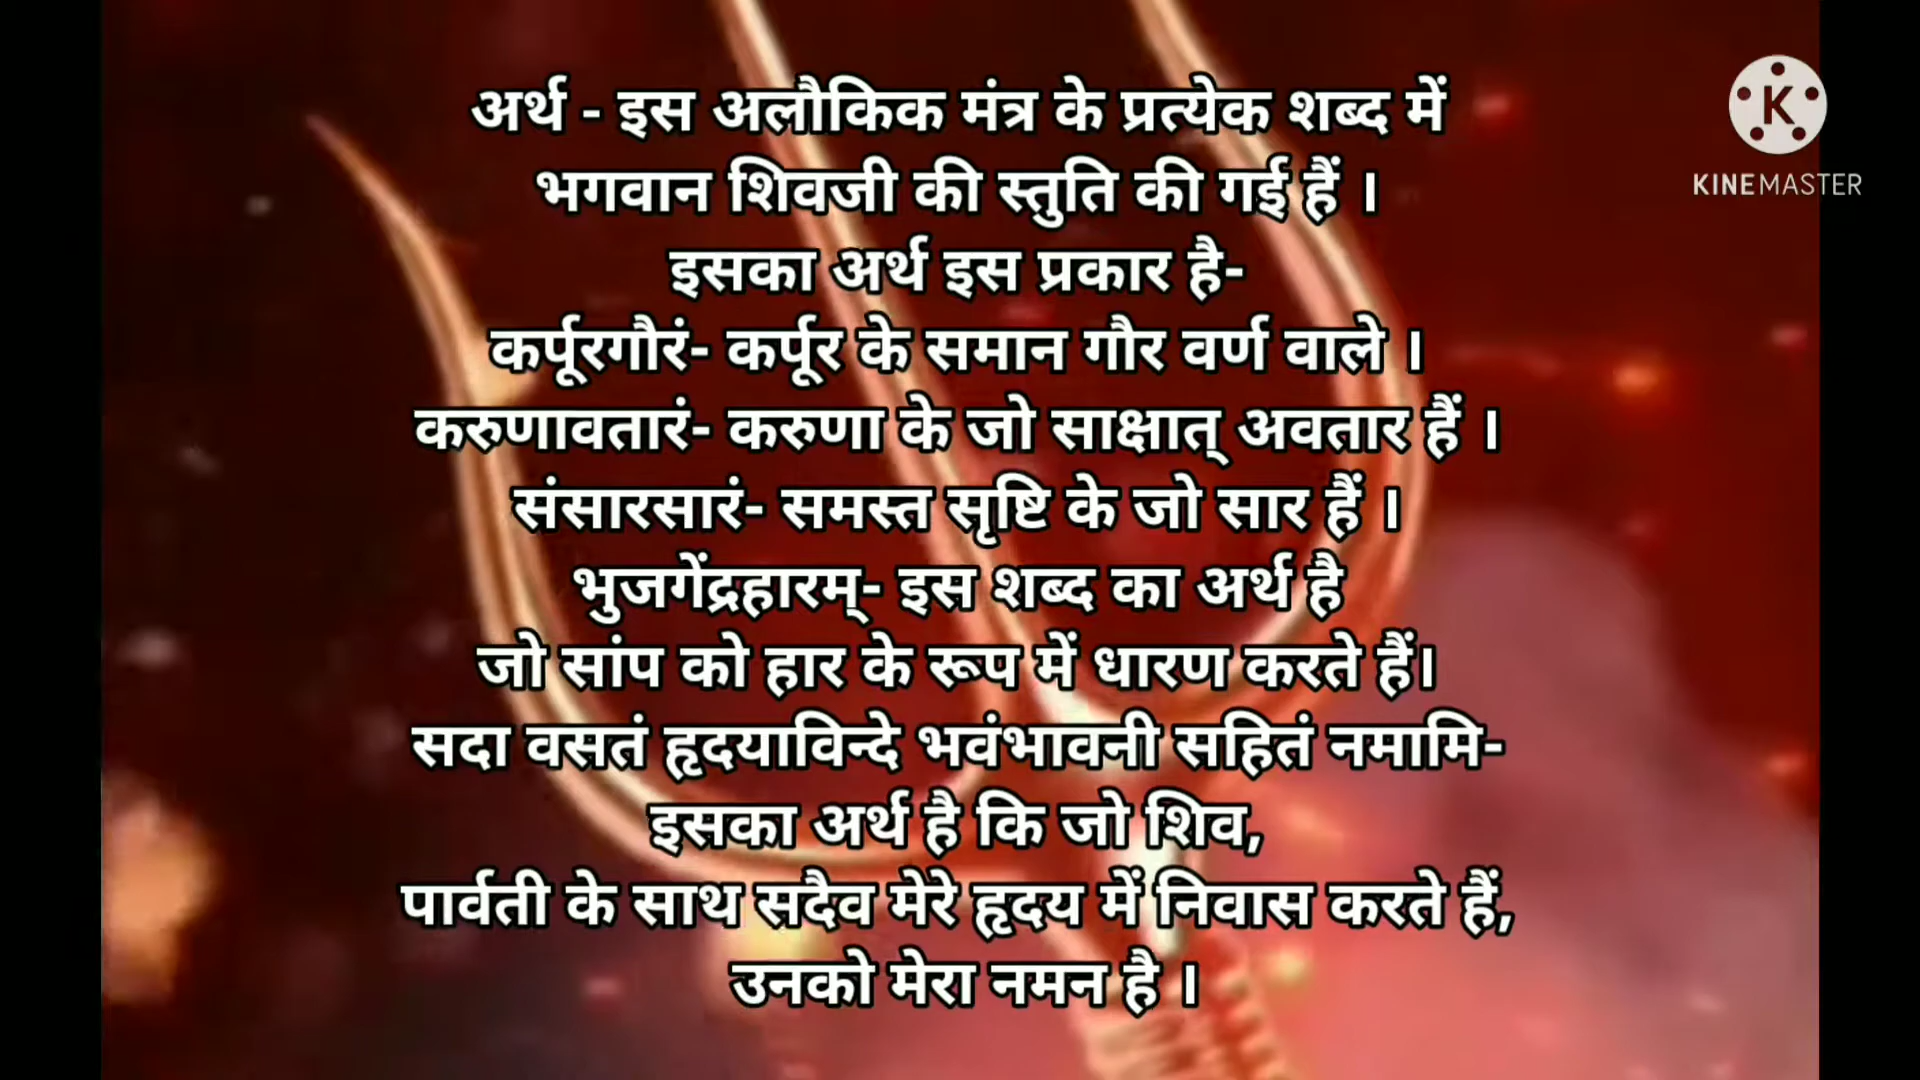 अर्थ - इस अलौकिक मंत्र के प्रत्येक शब्द में
भगवान शिवजी की स्तुति की गई हैं ।
इसका अर्थ इस प्रकार है-
कर्पूरगौरं- कर्पूर के समान गौर वर्ण वाले ।
करुणावतारं- करुणा के जो साक्षात् अवतार हैं ।
संसारसारं- समस्त सृष्टि के जो सार हैं ।
भुजगेंद्रहारम्- इस शब्द का अर्थ है
जो सांप को हार के रूप में धारण करते हैं।
सदा वसतं हृदयाविन्दे भवंभावनी सहितं नमामि-
इसका अर्थ है कि जो शिव,
पार्वती के साथ सदैव मेरे हृदय में निवास करते हैं,
उनको मेरा नमन है ।
K
KINEMASTER